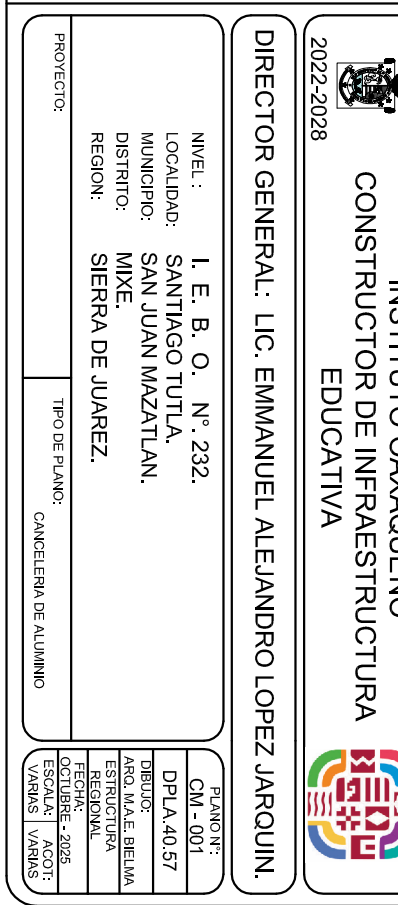 INSTITUTO OAXAQUEÑO
CONSTRUCTOR DE INFRAESTRUCTURA
EDUCATIVA
2022-2028
DIRECTOR GENERAL: LIC. EMMANUEL ALEJANDRO LOPEZ JARQUIN.
NIVEL : I. E. B. O. N°. 232.
LOCALIDAD: SANTIAGO TUTLA.
MUNICIPIO: SAN JUAN MAZATLAN.
DISTRITO: MIXE.
REGION: SIERRA DE JUAREZ.
PROYECTO:
TIPO DE PLANO:
CANCELERIA DE ALUMINIO
PLANO N°:
CM - 001
DPLA:40.57
DIBUJO:
ARQ. M.A.E. BIELMA
ESTRUCTURA
REGIONAL
FECHA:
OCTUBRE - 2025
ESCALA: ACOT:
VARIAS VARIAS